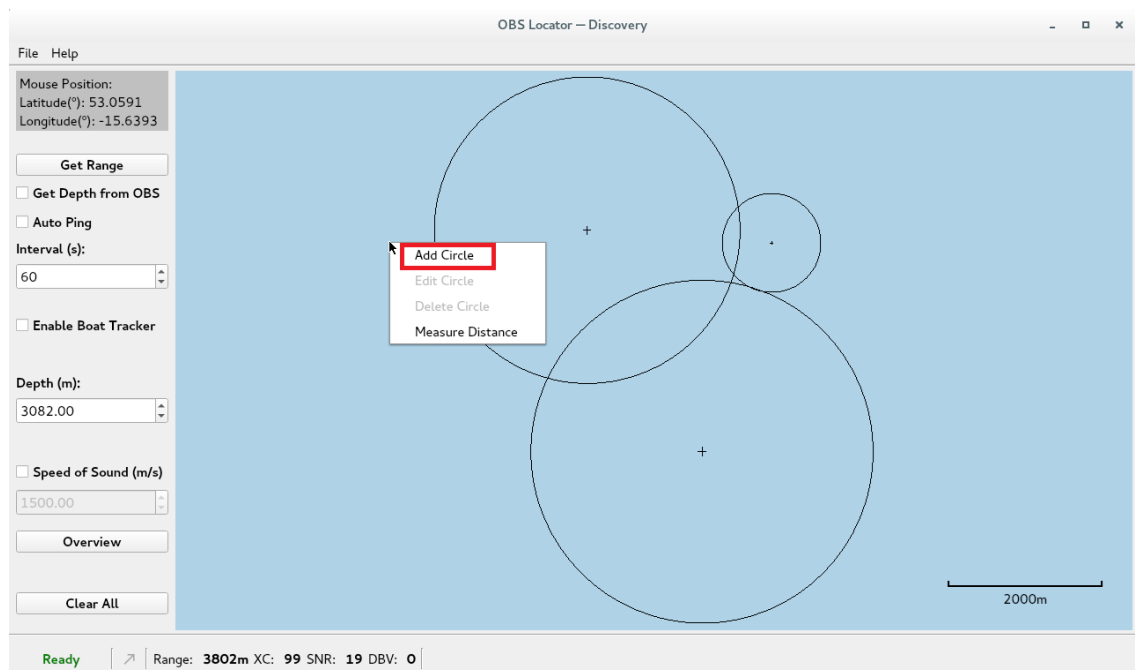 OBS Locator — Discovery
File Help
Mouse Position:
Latitude(º): 53.0591
Longitude(º): -15.6393
Get Range
Get Depth from OBS
Auto Ping
Interval (s):
60
Enable Boat Tracker
Depth (m):
3082.00
Speed of Sound (m/s)
1500.00
Overview
Clear All
Add Circle
Edit Circle
Delete Circle
Measure Distance
2000m
Ready Range: 3802m XC: 99 SNR: 19 DBV: 0